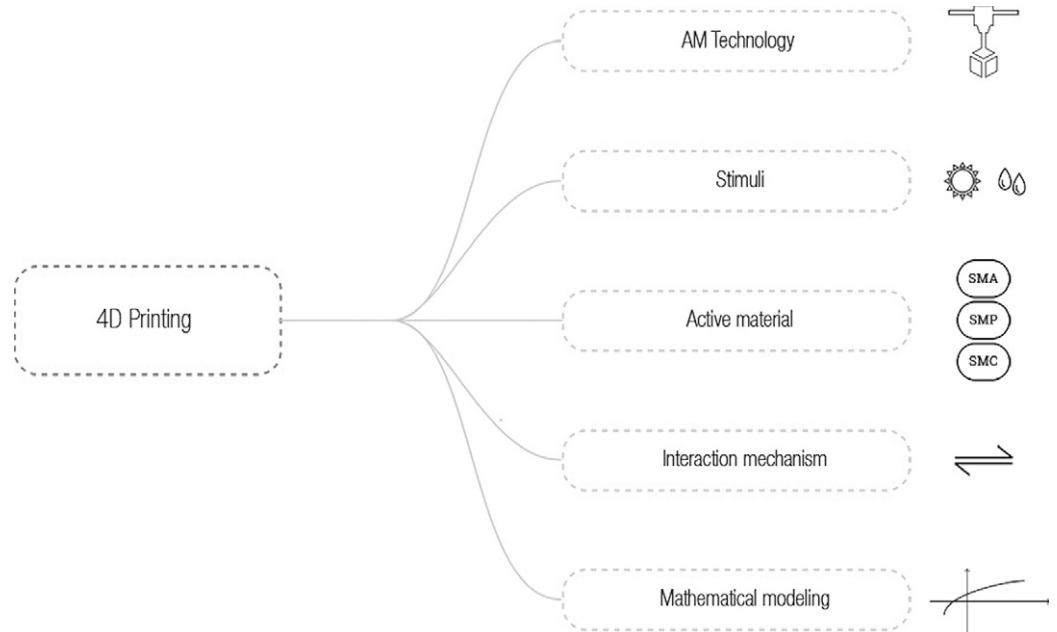 AM Technology
Stimuli
SMA
4D Printing
Active material
SMP
SMC
Interaction mechanism
Mathematical modeling